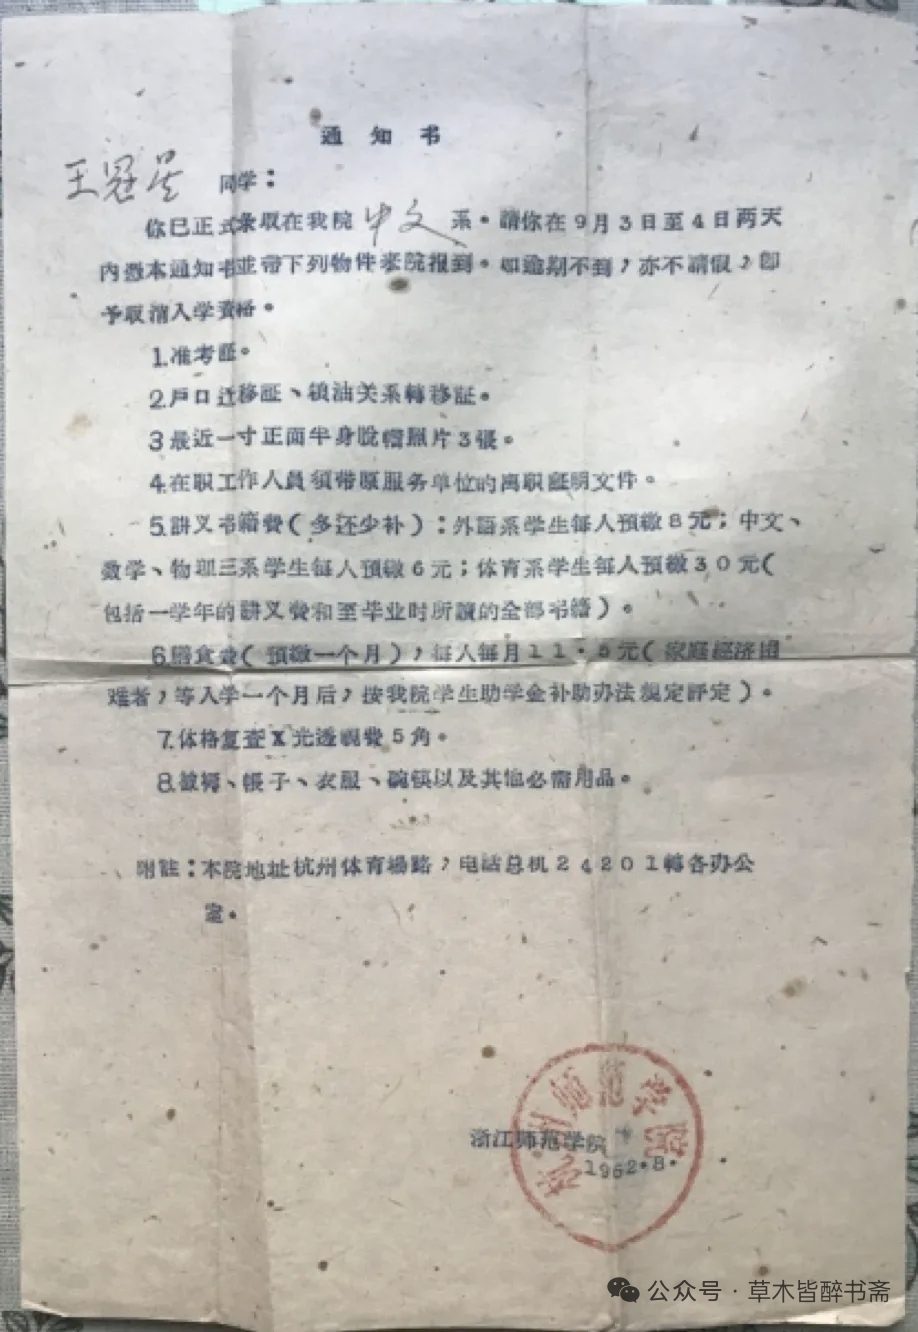 通知书
王冠星 同学：
你已正式录取在我院中文系。請你在9月3日至4日两天
内憑本通知书並带下列物件来院报到。如逾期不到，亦不請假，即
予取消入学資格。
1.准考証。
2.戶口迁移証、粮油关系轉移証。
3最近一寸正面半身脫帽照片3張。
4.在职工作人員須带原服务单位的离职証明文件。
5.講义书籍費（多还少补）：外語系学生每人預繳8元；中文、
数学、物理三系学生每人預繳6元；体育系学生每人預繳30元（
包括一学年的講义費和至毕业时所讀的全部书籍）。
6.膳食費（預繳一个月），每人每月11.5元（家庭經济困
难者，等入学一个月后，按我院学生助学金补助办法規定評定）。
7.体格复查X光透視費5角。
8.被褥、帳子、衣服、碗筷以及其他必需用品。
附註：本院地址杭州体育場路，电話总机24201轉各办公
室。
杭州师范学院
浙江师范学院
1962.8.
公众号·草木皆醉书斋